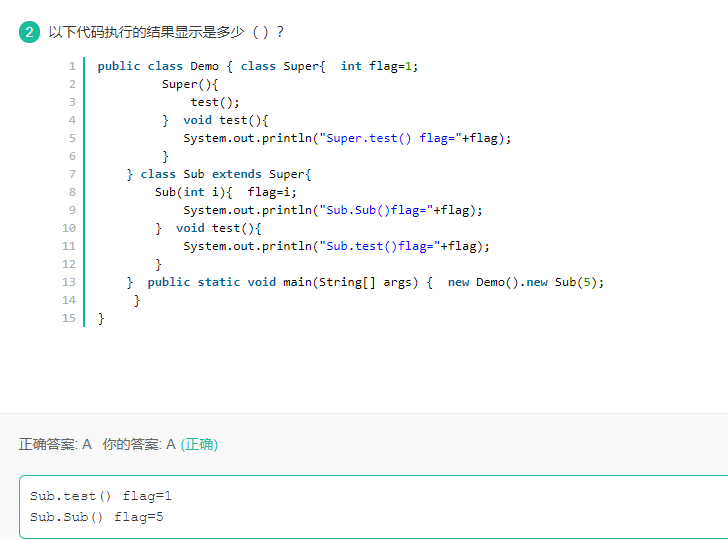 2 以下代码执行的结果显示是多少（ ）？
1 public class Demo { class Super{  int flag=1;
2 Super(){
3 test();
4 }  void test(){
5 System.out.println("Super.test() flag="+flag);
6 }
7 } class Sub extends Super{
8 Sub(int i){  flag=i;
9 System.out.println("Sub.Sub()flag="+flag);
10 }  void test(){
11 System.out.println("Sub.test()flag="+flag);
12 }
13 }  public static void main(String[] args) {  new Demo().new Sub(5);
14 }
15 }
正确答案: A   你的答案: A (正确)
Sub.test() flag=1
Sub.Sub() flag=5